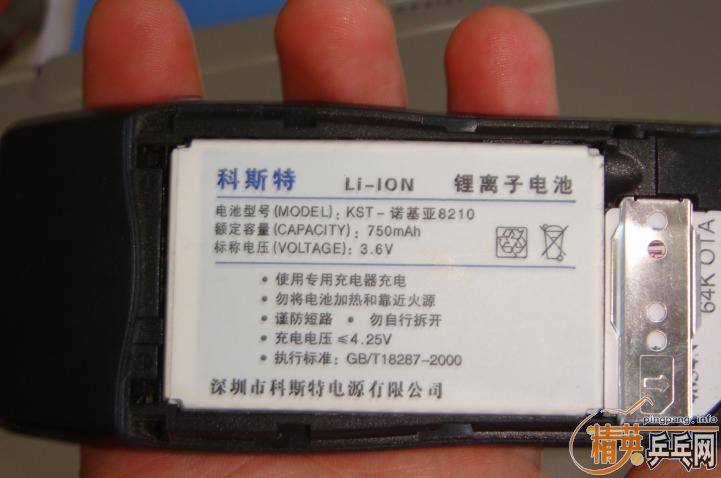 科斯特 Li-ION 锂离子电池
电池型号(MODEL): KST-诺基亚8210
额定容量(CAPACITY): 750mAh
标称电压(VOLTAGE): 3.6V
• 使用专用充电器充电
• 勿将电池加热和靠近火源
• 谨防短路 • 勿自行拆开
• 充电电压≤4.25V
• 执行标准: GB/T18287-2000
深圳市科斯特电源有限公司
64K OTA
pingpang.info
精英乒乓网